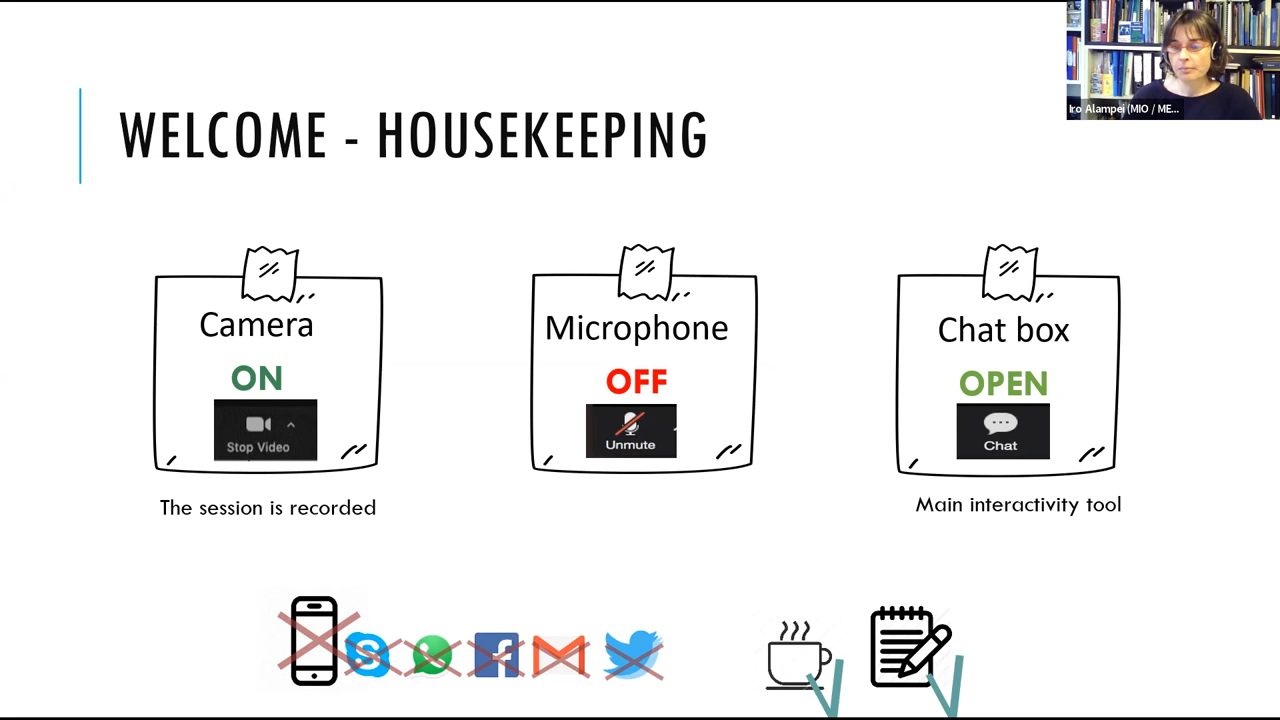 Iro Alampei (MIO / ME...
WELCOME - HOUSEKEEPING
Camera
ON
Stop Video
The session is recorded
Microphone
OFF
Unmute
Chat box
OPEN
Chat
Main interactivity tool